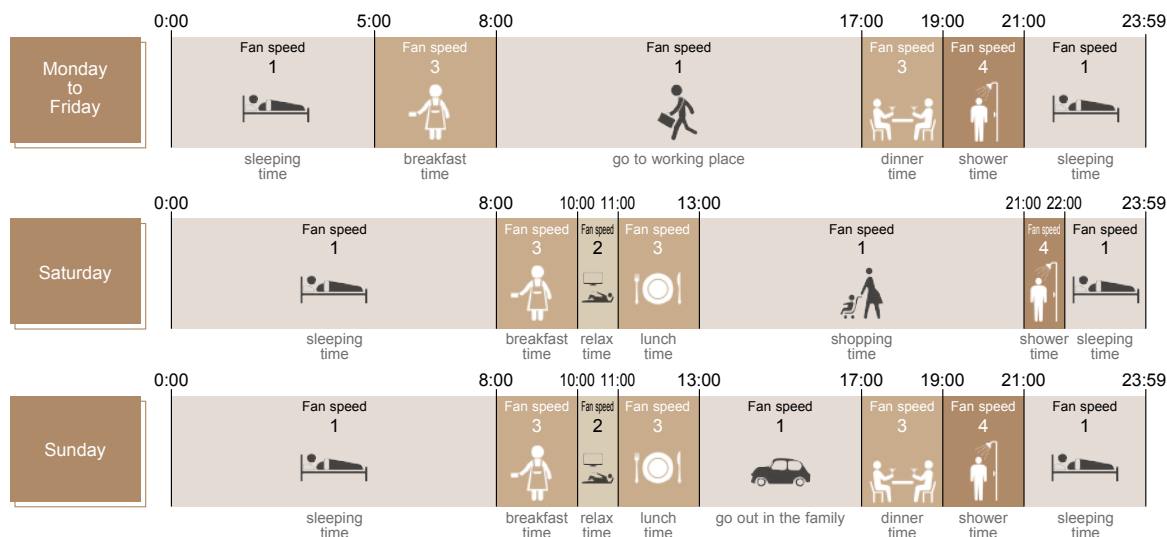 0:00 5:00 8:00 17:00 19:00 21:00 23:59
Monday
to
Friday
Fan speed Fan speed Fan speed Fan speed Fan speed Fan speed
1 3 1 3 4 1
sleeping breakfast go to working place dinner shower sleeping
time time time time time
0:00 8:00 10:00 11:00 13:00 21:00 22:00 23:59
Saturday
Fan speed Fan speed Fan speed Fan speed Fan speed Fan speed Fan speed
1 3 2 3 1 4 1
sleeping breakfast relax lunch shopping shower sleeping
time time time time time time time
0:00 8:00 10:00 11:00 13:00 17:00 19:00 21:00 23:59
Sunday
Fan speed Fan speed Fan speed Fan speed Fan speed Fan speed Fan speed Fan speed
1 3 2 3 1 3 4 1
sleeping breakfast relax lunch go out in the family dinner shower sleeping
time time time time time time time